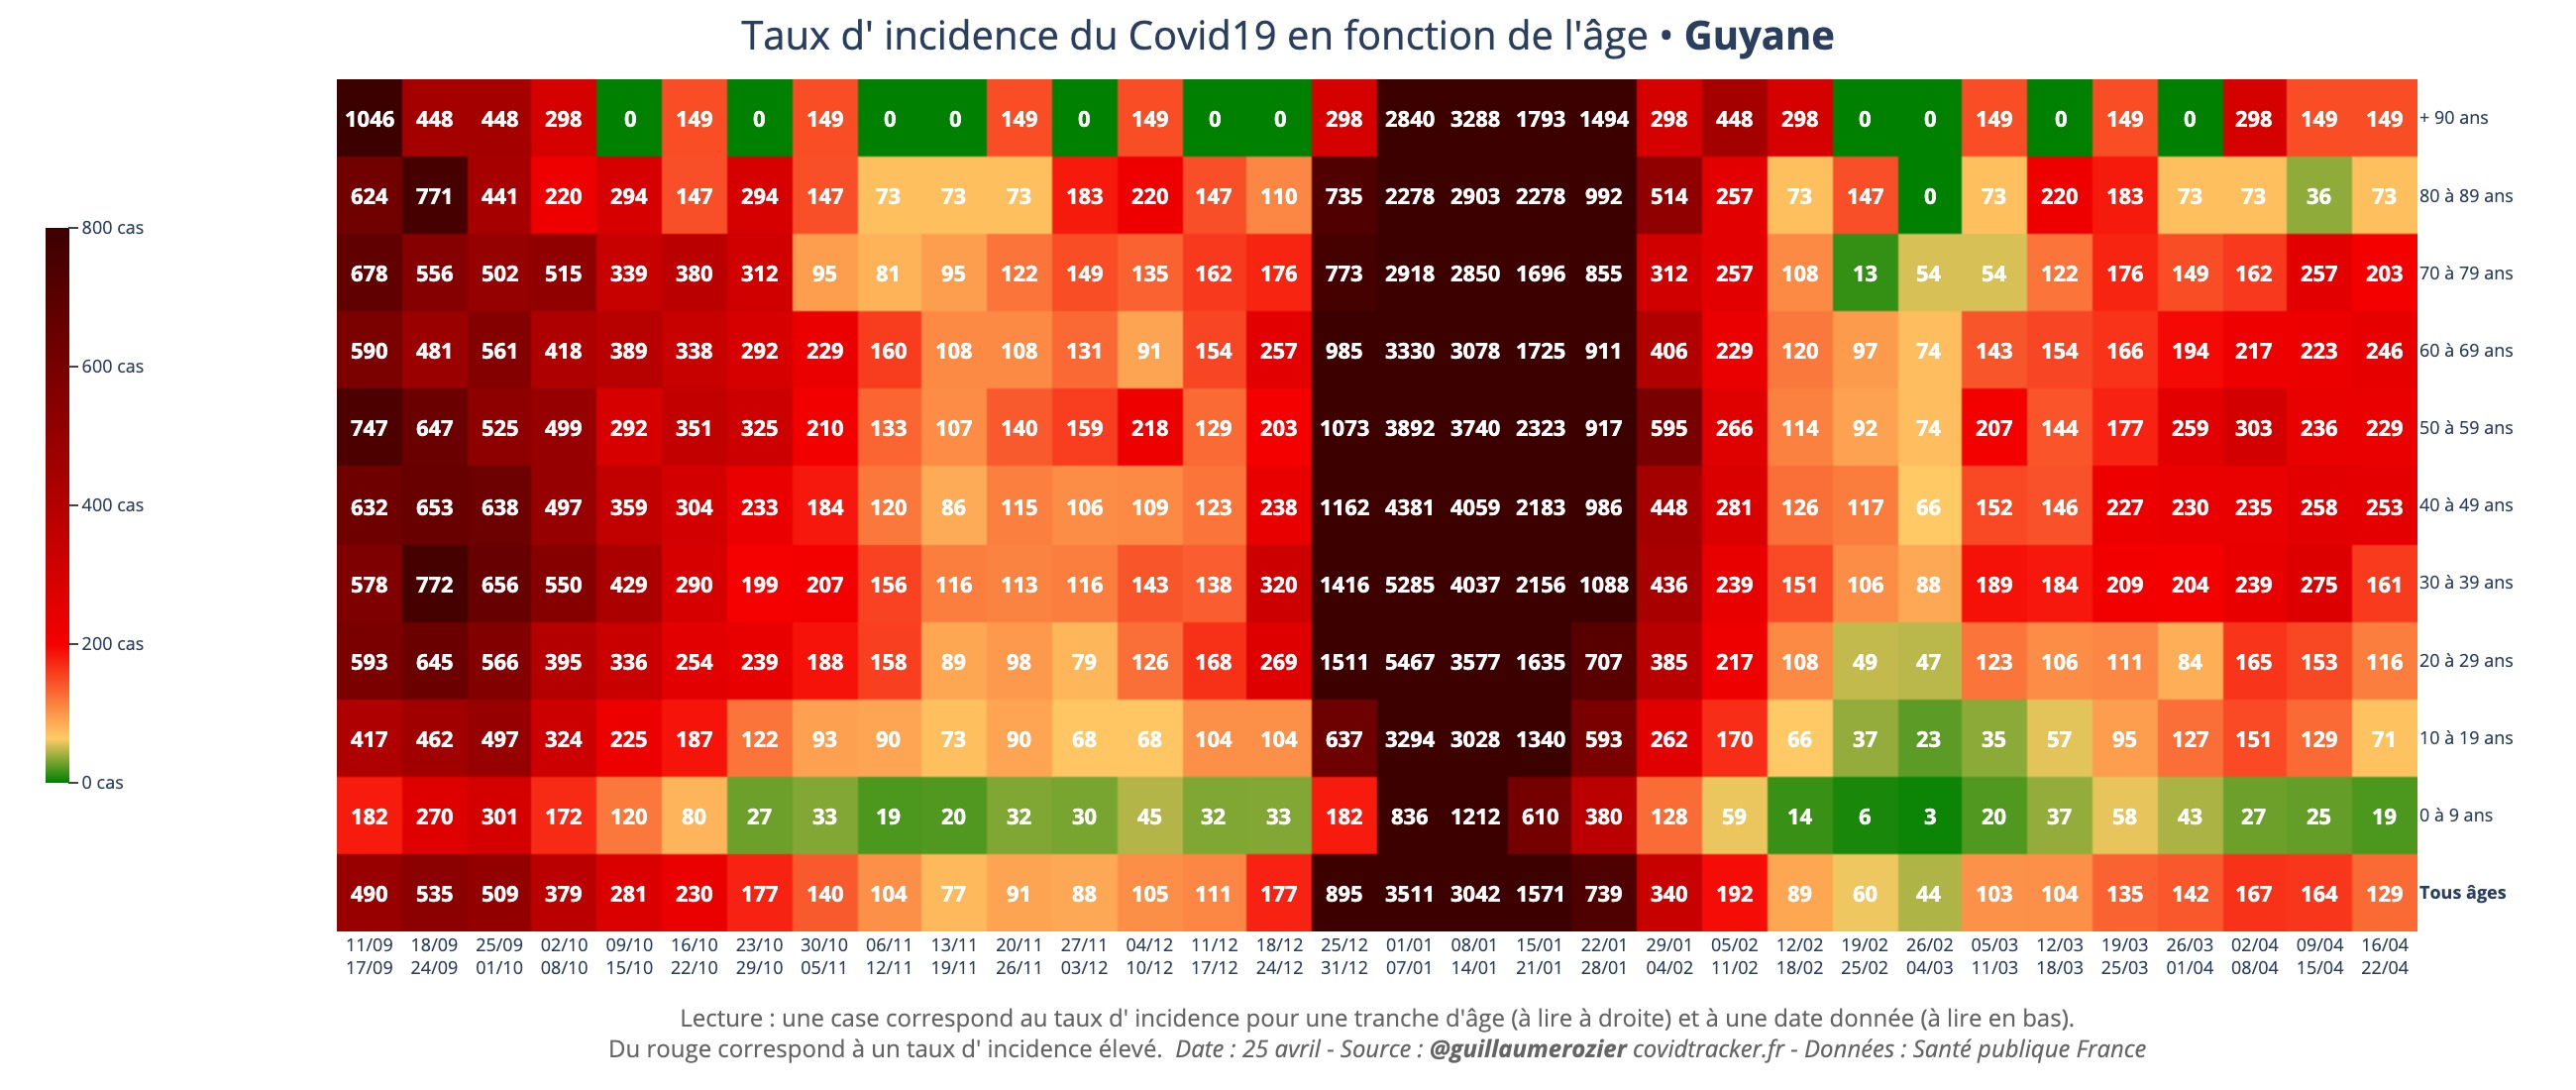 Taux d' incidence du Covid19 en fonction de l'âge • Guyane
1046 448 448 298 0 149 0 149 0 0 149 0 149 0 0 298 2840 3288 1793 1494 298 448 298 0 0 149 0 149 0 298 149 149 + 90 ans
624 771 441 220 294 147 294 147 73 73 73 183 220 147 110 735 2278 2903 2278 992 514 257 73 147 0 73 220 183 73 73 36 73 80 à 89 ans
800 cas
678 556 502 515 339 380 312 95 81 95 122 149 135 162 176 773 2918 2850 1696 855 312 257 108 13 54 54 122 176 149 162 257 203 70 à 79 ans
590 481 561 418 389 338 292 229 160 108 108 131 91 154 257 985 3330 3078 1725 911 406 229 120 97 74 143 154 166 194 217 223 246 60 à 69 ans
600 cas
747 647 525 499 292 351 325 210 133 107 140 159 218 129 203 1073 3892 3740 2323 917 595 266 114 92 74 207 144 177 259 303 236 229 50 à 59 ans
400 cas
632 653 638 497 359 304 233 184 120 86 115 106 109 123 238 1162 4381 4059 2183 986 448 281 126 117 66 152 146 227 230 235 258 253 40 à 49 ans
578 772 656 550 429 290 199 207 156 116 113 116 143 138 320 1416 5285 4037 2156 1088 436 239 151 106 88 189 184 209 204 239 275 161 30 à 39 ans
200 cas
593 645 566 395 336 254 239 188 158 89 98 79 126 168 269 1511 5467 3577 1635 707 385 217 108 49 47 123 106 111 84 165 153 116 20 à 29 ans
417 462 497 324 225 187 122 93 90 73 90 68 68 104 104 637 3294 3028 1340 593 262 170 66 37 23 35 57 95 127 151 129 71 10 à 19 ans
0 cas
182 270 301 172 120 80 27 33 19 20 32 30 45 32 33 182 836 1212 610 380 128 59 14 6 3 20 37 58 43 27 25 19 0 à 9 ans
490 535 509 379 281 230 177 140 104 77 91 88 105 111 177 895 3511 3042 1571 739 340 192 89 60 44 103 104 135 142 167 164 129 Tous âges
11/09 18/09 25/09 02/10 09/10 16/10 23/10 30/10 06/11 13/11 20/11 27/11 04/12 11/12 18/12 25/12 01/01 08/01 15/01 22/01 29/01 05/02 12/02 19/02 26/02 05/03 12/03 19/03 26/03 02/04 09/04 16/04
17/09 24/09 01/10 08/10 15/10 22/10 29/10 05/11 12/11 19/11 26/11 03/12 10/12 17/12 24/12 31/12 07/01 14/01 21/01 28/01 04/02 11/02 18/02 25/02 04/03 11/03 18/03 25/03 01/04 08/04 15/04 22/04
Lecture : une case correspond au taux d' incidence pour une tranche d'âge (à lire à droite) et à une date donnée (à lire en bas).
Du rouge correspond à un taux d' incidence élevé. Date : 25 avril - Source : @guillaumerozier covidtracker.fr - Données : Santé publique France